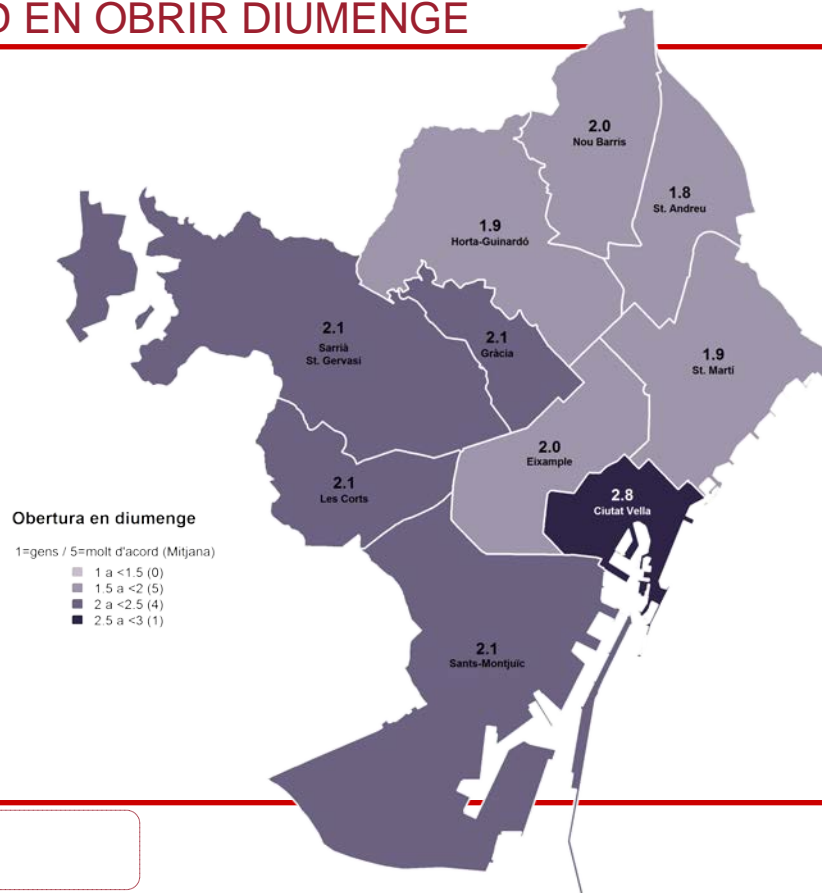 D EN OBRIR DIUMENGE
2.0
Nou Barris
1.8
St. Andreu
1.9
Horta-Guinardó
2.1
Sarrià
St. Gervasi
2.1
Gràcia
1.9
St. Martí
2.0
Eixample
2.1
Les Corts
2.8
Ciutat Vella
Obertura en diumenge
1=gens / 5=molt d'acord (Mitjana)
1 a <1.5 (0)
1.5 a <2 (5)
2 a <2.5 (4)
2.5 a <3 (1)
2.1
Sants-Montjuïc